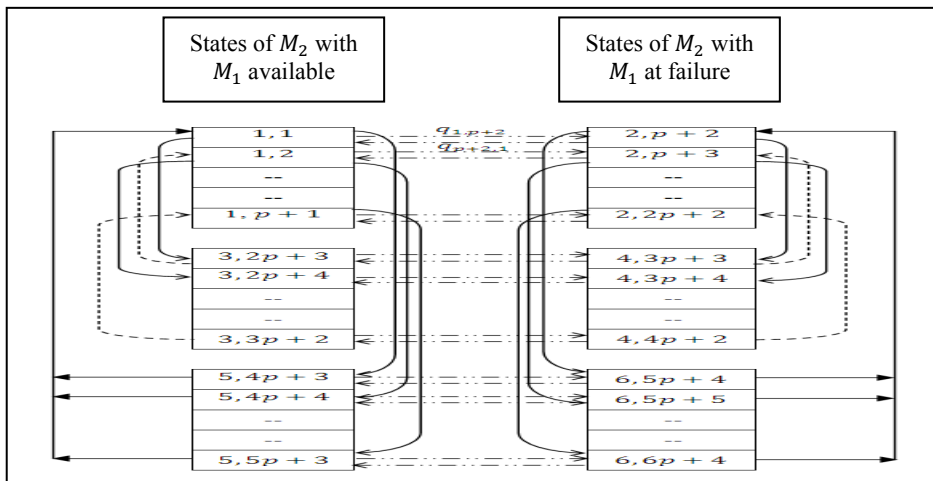 States of M₂ with
M₁ available
States of M₂ with
M₁ at failure
1, 1
q₁,ₚ₊₂
2, p + 2
1, 2
qₚ₊₂,₁
2, p + 3
--
--
--
--
1, p + 1
2, 2p + 2
3, 2p + 3
4, 3p + 3
3, 2p + 4
4, 3p + 4
--
--
--
--
3, 3p + 2
4, 4p + 2
5, 4p + 3
6, 5p + 4
5, 4p + 4
6, 5p + 5
--
--
--
--
5, 5p + 3
6, 6p + 4